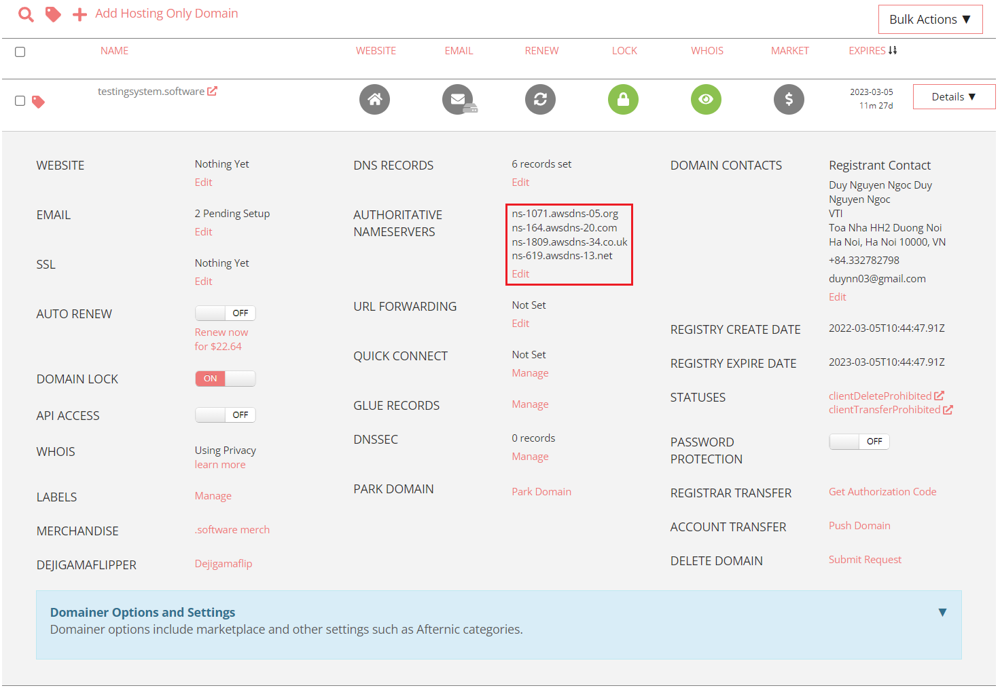 Add Hosting Only Domain
Bulk Actions ▼
NAME
WEBSITE
EMAIL
RENEW
LOCK
WHOIS
MARKET
EXPIRES
testingsystem.software
$
2023-03-05
11m 27d
Details ▼
WEBSITE
Nothing Yet
Edit
EMAIL
2 Pending Setup
Edit
SSL
Nothing Yet
Edit
AUTO RENEW
OFF
Renew now
for $22.64
DOMAIN LOCK
ON
API ACCESS
OFF
WHOIS
Using Privacy
learn more
LABELS
Manage
MERCHANDISE
.software merch
DEJIGAMAFLIPPER
Dejigamaflip
DNS RECORDS
6 records set
Edit
AUTHORITATIVE
NAMESERVERS
ns-1071.awsdns-05.org
ns-164.awsdns-20.com
ns-1809.awsdns-34.co.uk
ns-619.awsdns-13.net
Edit
URL FORWARDING
Not Set
Edit
QUICK CONNECT
Not Set
Manage
GLUE RECORDS
Manage
DNSSEC
0 records
Manage
PARK DOMAIN
Park Domain
DOMAIN CONTACTS
Registrant Contact
Duy Nguyen Ngoc Duy
Nguyen Ngoc
VTI
Toa Nha HH2 Duong Noi
Ha Noi, Ha Noi 10000, VN
+84.332782798
duynn03@gmail.com
Edit
REGISTRY CREATE DATE
2022-03-05T10:44:47.91Z
REGISTRY EXPIRE DATE
2023-03-05T10:44:47.91Z
STATUSES
clientDeleteProhibited
clientTransferProhibited
PASSWORD
PROTECTION
OFF
REGISTRAR TRANSFER
Get Authorization Code
ACCOUNT TRANSFER
Push Domain
DELETE DOMAIN
Submit Request
Domainer Options and Settings
▼
Domainer options include marketplace and other settings such as Afternic categories.